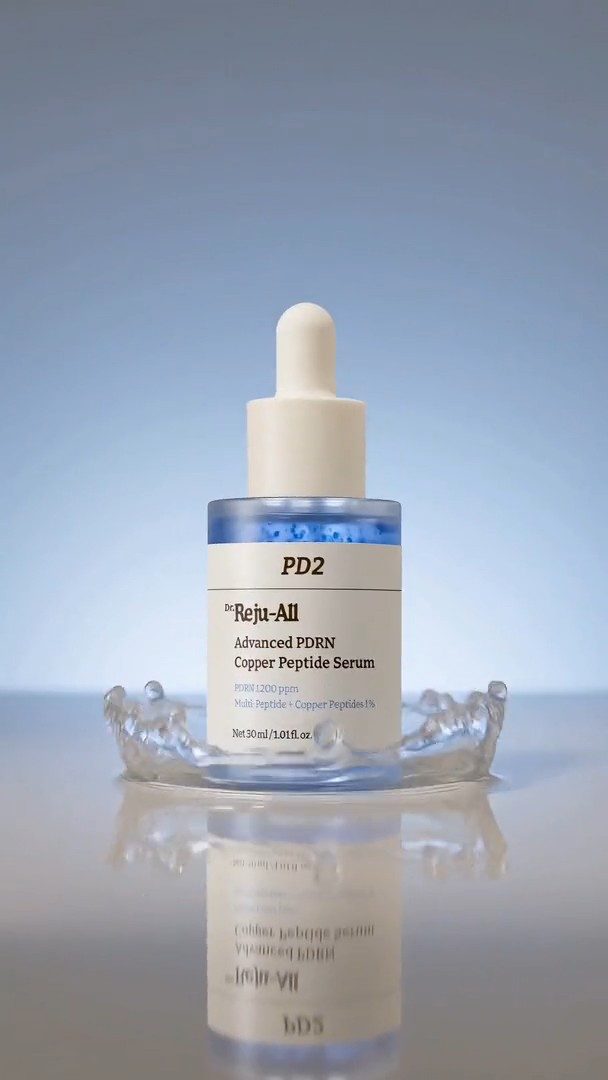 PD2
Dr.Reju-All
Advanced PDRN
Copper Peptide Serum
PDRN 1200 ppm
Multi-Peptide + Copper Peptides 1%
Net 30ml/1.01fl.oz.